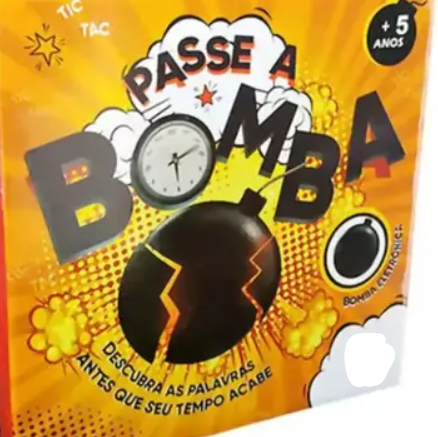 TIC
TAC
+ 5
ANOS
PASSE A
BOMBA
BOMBA ELETRÔNICA
DESCUBRA AS PALAVRAS
ANTES QUE SEU TEMPO ACABE